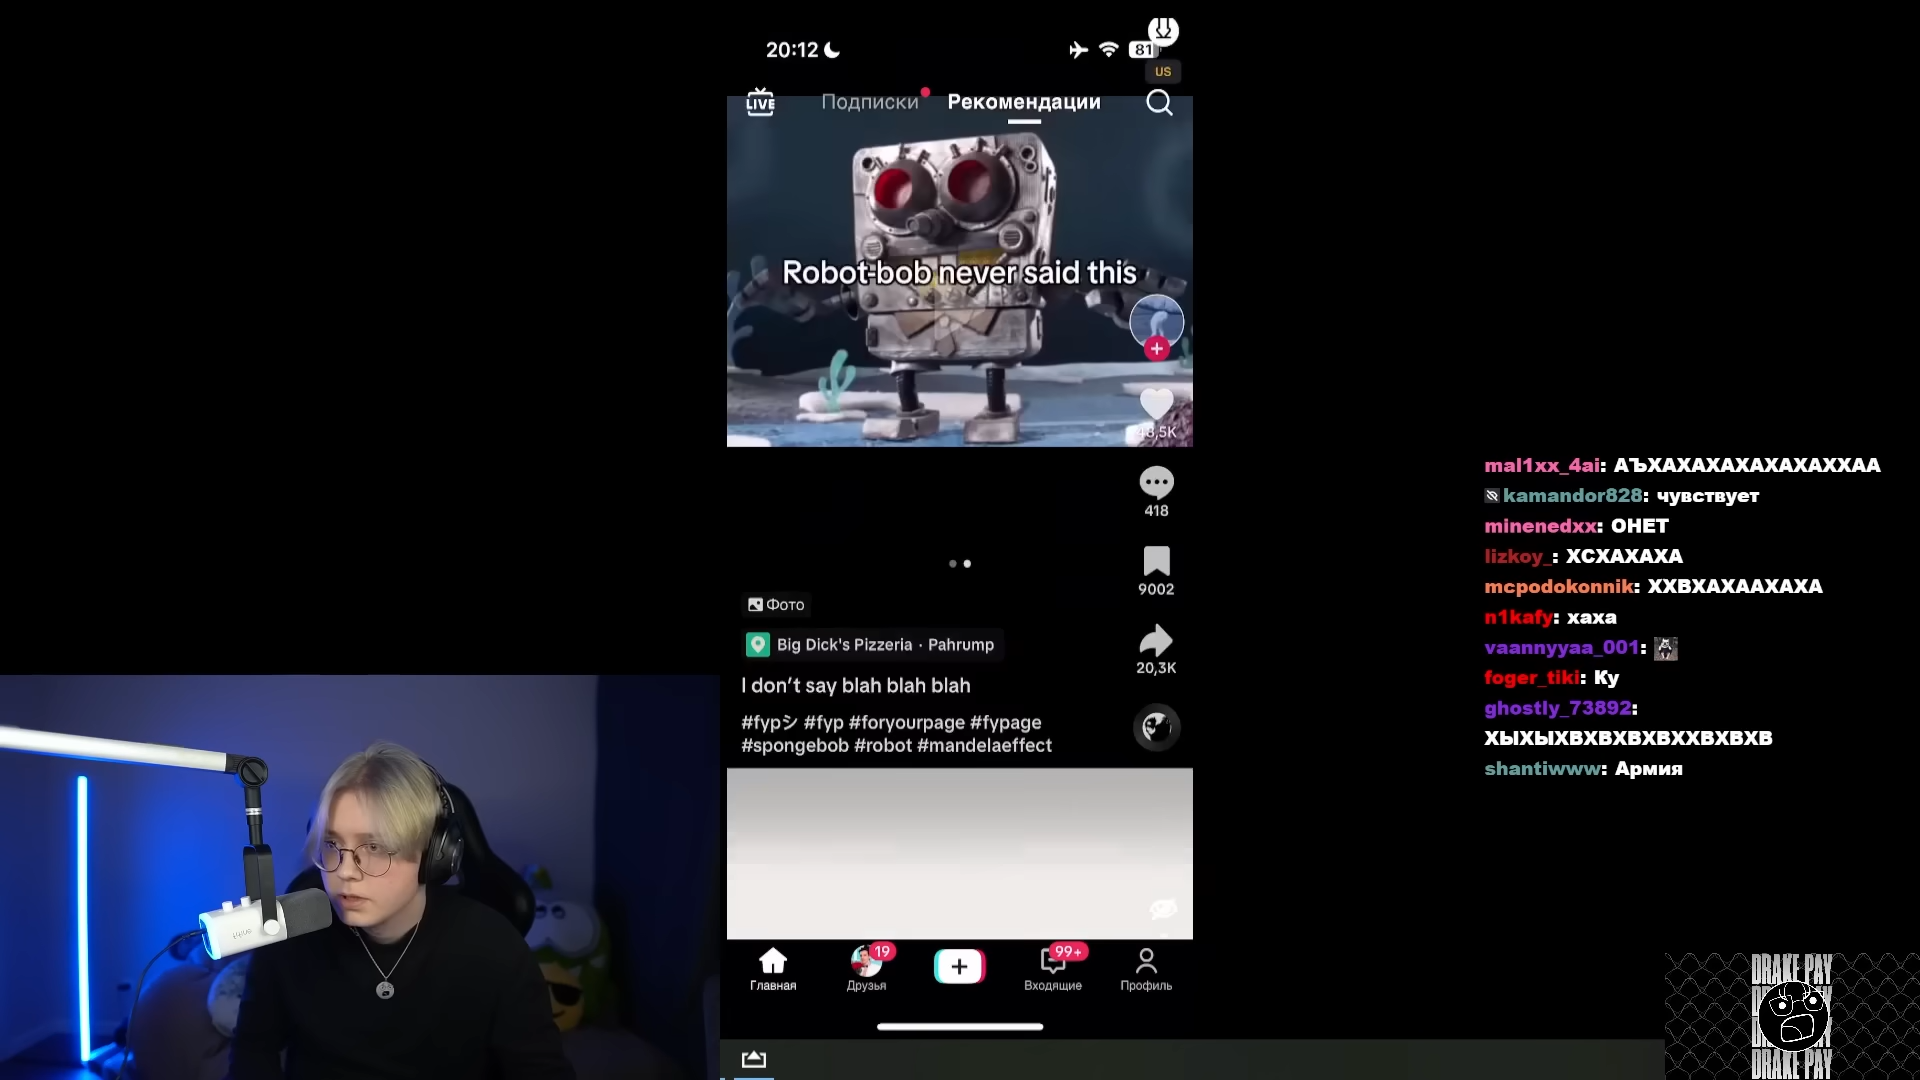 20:12
81
US
LIVE
Подписки
Рекомендации
Robot-bob never said this
418
9002
20,3K
Фото
Big Dick's Pizzeria · Pahrump
I don't say blah blah blah
#fypシ #fyp #foryourpage #fypage
#spongebob #robot #mandelaeffect
Главная
19
Друзья
99+
Входящие
Профиль
mal1xx_4ai: АЪХАХАХАХАХАХАХХАА
kamandor828: чувствует
minenedxx: ОНЕТ
lizkoy_: ХСХАХАХА
mcpodokonnik: ХХВХАХААХАХА
n1kafy: хаха
vaannyyaa_001:
foger_tiki: Ку
ghostly_73892:
ХЫХЫХВХВХВХВХХВХВХВ
shantiwww: Армия
DRAKE PAY
DRAKE PAY